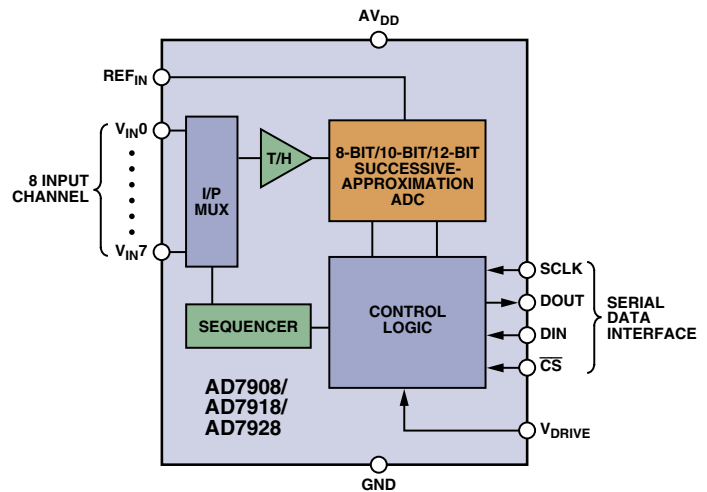 AVDD
REFIN
VIN0
8 INPUT
CHANNEL
VIN7
I/P
MUX
T/H
8-BIT/10-BIT/12-BIT
SUCCESSIVE-
APPROXIMATION
ADC
SEQUENCER
CONTROL
LOGIC
SCLK
DOUT
DIN
C̅S̅
SERIAL
DATA
INTERFACE
AD7908/
AD7918/
AD7928
VDRIVE
GND